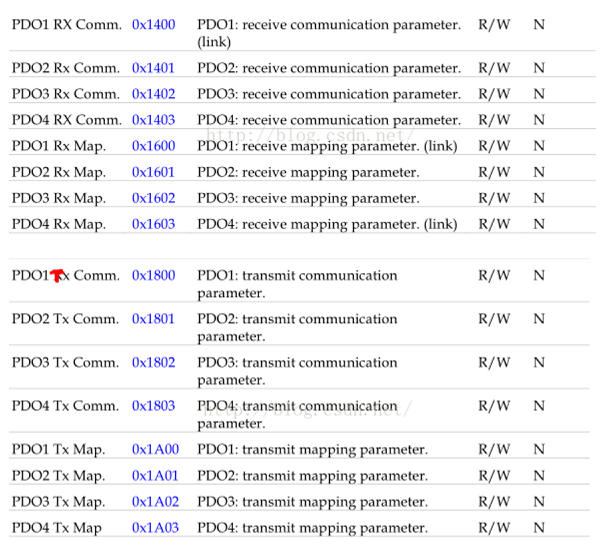 PDO1 RX Comm. 0x1400 PDO1: receive communication parameter. R/W N
(link)
PDO2 Rx Comm. 0x1401 PDO2: receive communication parameter. R/W N
PDO3 Rx Comm. 0x1402 PDO3: receive communication parameter. R/W N
PDO4 RX Comm. 0x1403 PDO4: receive communication parameter. R/W N
http://blog.csdn.net/
PDO1 Rx Map. 0x1600 PDO1: receive mapping parameter. (link) R/W N
PDO2 Rx Map. 0x1601 PDO2: receive mapping parameter. R/W N
PDO3 Rx Map. 0x1602 PDO3: receive mapping parameter. R/W N
PDO4 Rx Map. 0x1603 PDO4: receive mapping parameter. (link) R/W N
PDO1 Tx Comm. 0x1800 PDO1: transmit communication R/W N
parameter.
PDO2 Tx Comm. 0x1801 PDO2: transmit communication R/W N
parameter.
PDO3 Tx Comm. 0x1802 PDO3: transmit communication R/W N
parameter.
PDO4 Tx Comm. 0x1803 PDO4: transmit communication R/W N
http://blog.csdn.net/
parameter.
PDO1 Tx Map. 0x1A00 PDO1: transmit mapping parameter. R/W N
PDO2 Tx Map. 0x1A01 PDO2: transmit mapping parameter. R/W N
PDO3 Tx Map. 0x1A02 PDO3: transmit mapping parameter. R/W N
PDO4 Tx Map 0x1A03 PDO4: transmit mapping parameter. R/W N